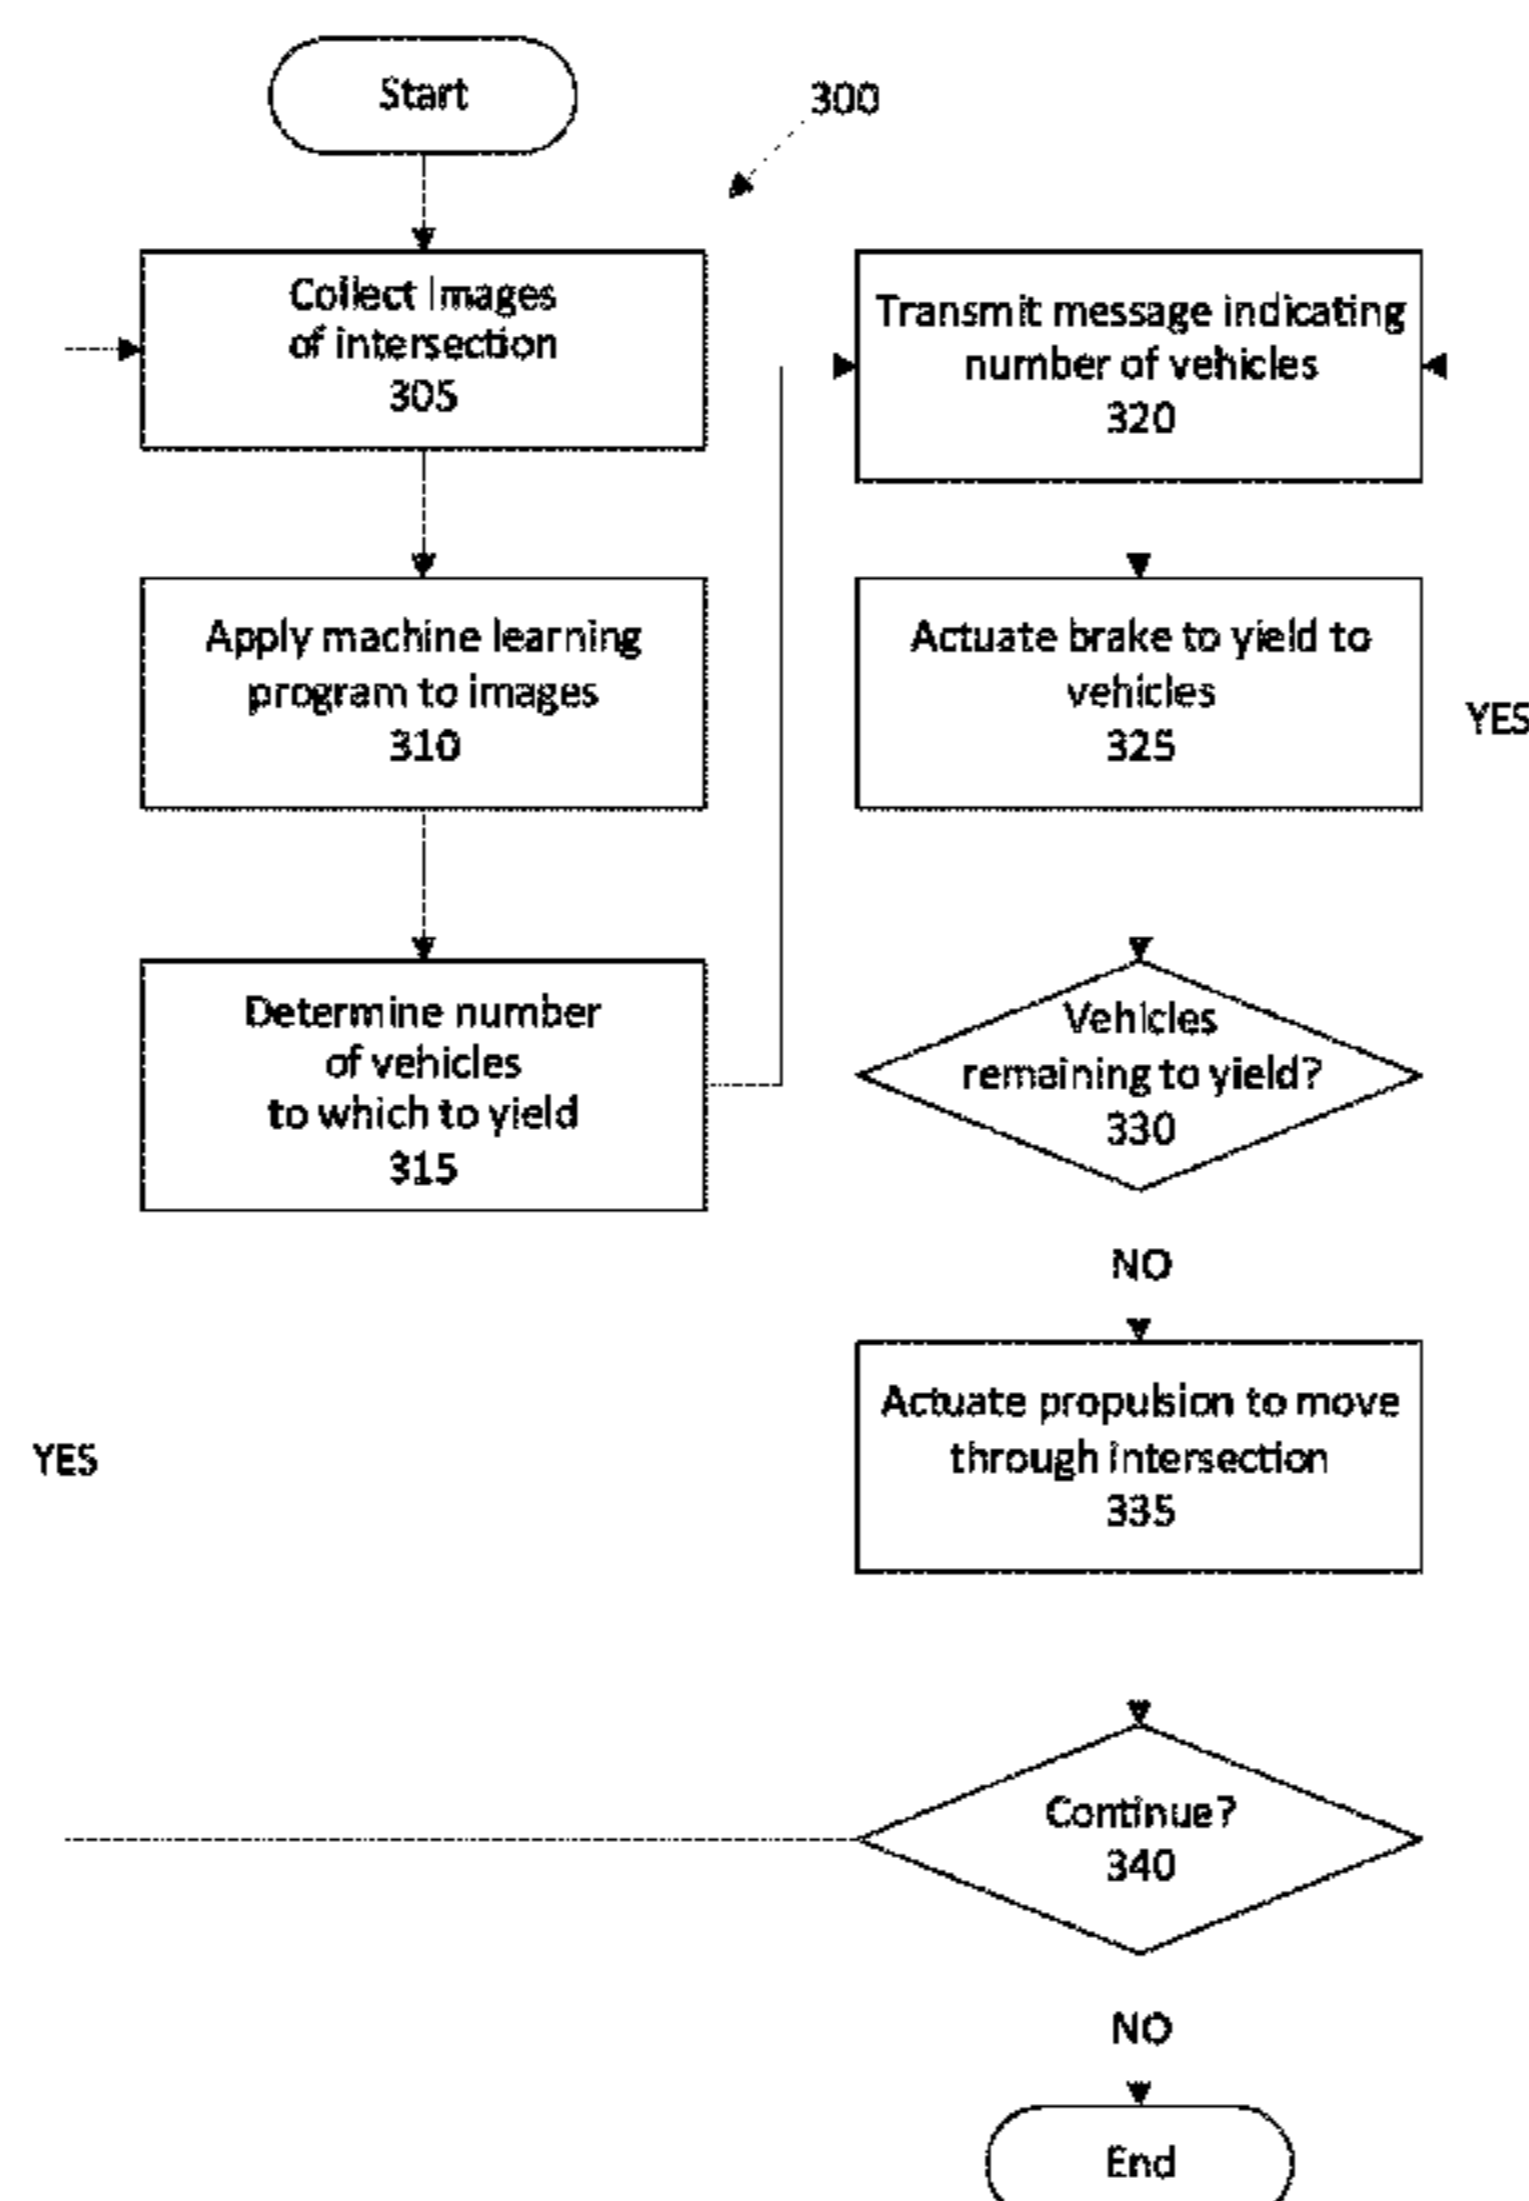 Start
300
Collect Images
of intersection
305
Apply machine learning
program to images
310
Determine number
of vehicles
to which to yield
315
Transmit message indicating
number of vehicles
320
Actuate brake to yield to
vehicles
325
YES
Vehicles
remaining to yield?
330
NO
Actuate propulsion to move
through intersection
335
YES
Continue?
340
NO
End